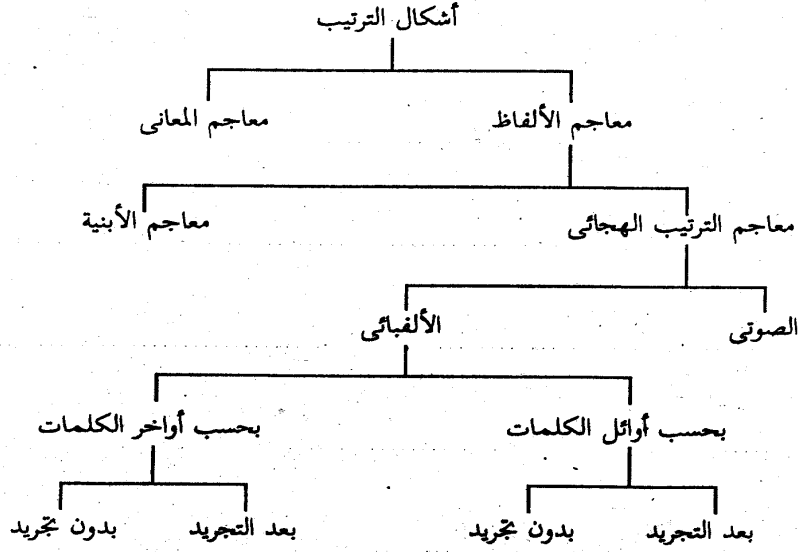 أشكال الترتيب
معاجم الألفاظ
معاجم المعانى
معاجم الترتيب الهجائى
معاجم الأبنية
الصوتى
الألفبائى
بحسب أوائل الكلمات
بحسب أواخر الكلمات
بعد التجريد
بدون تجريد
بعد التجريد
بدون تجريد